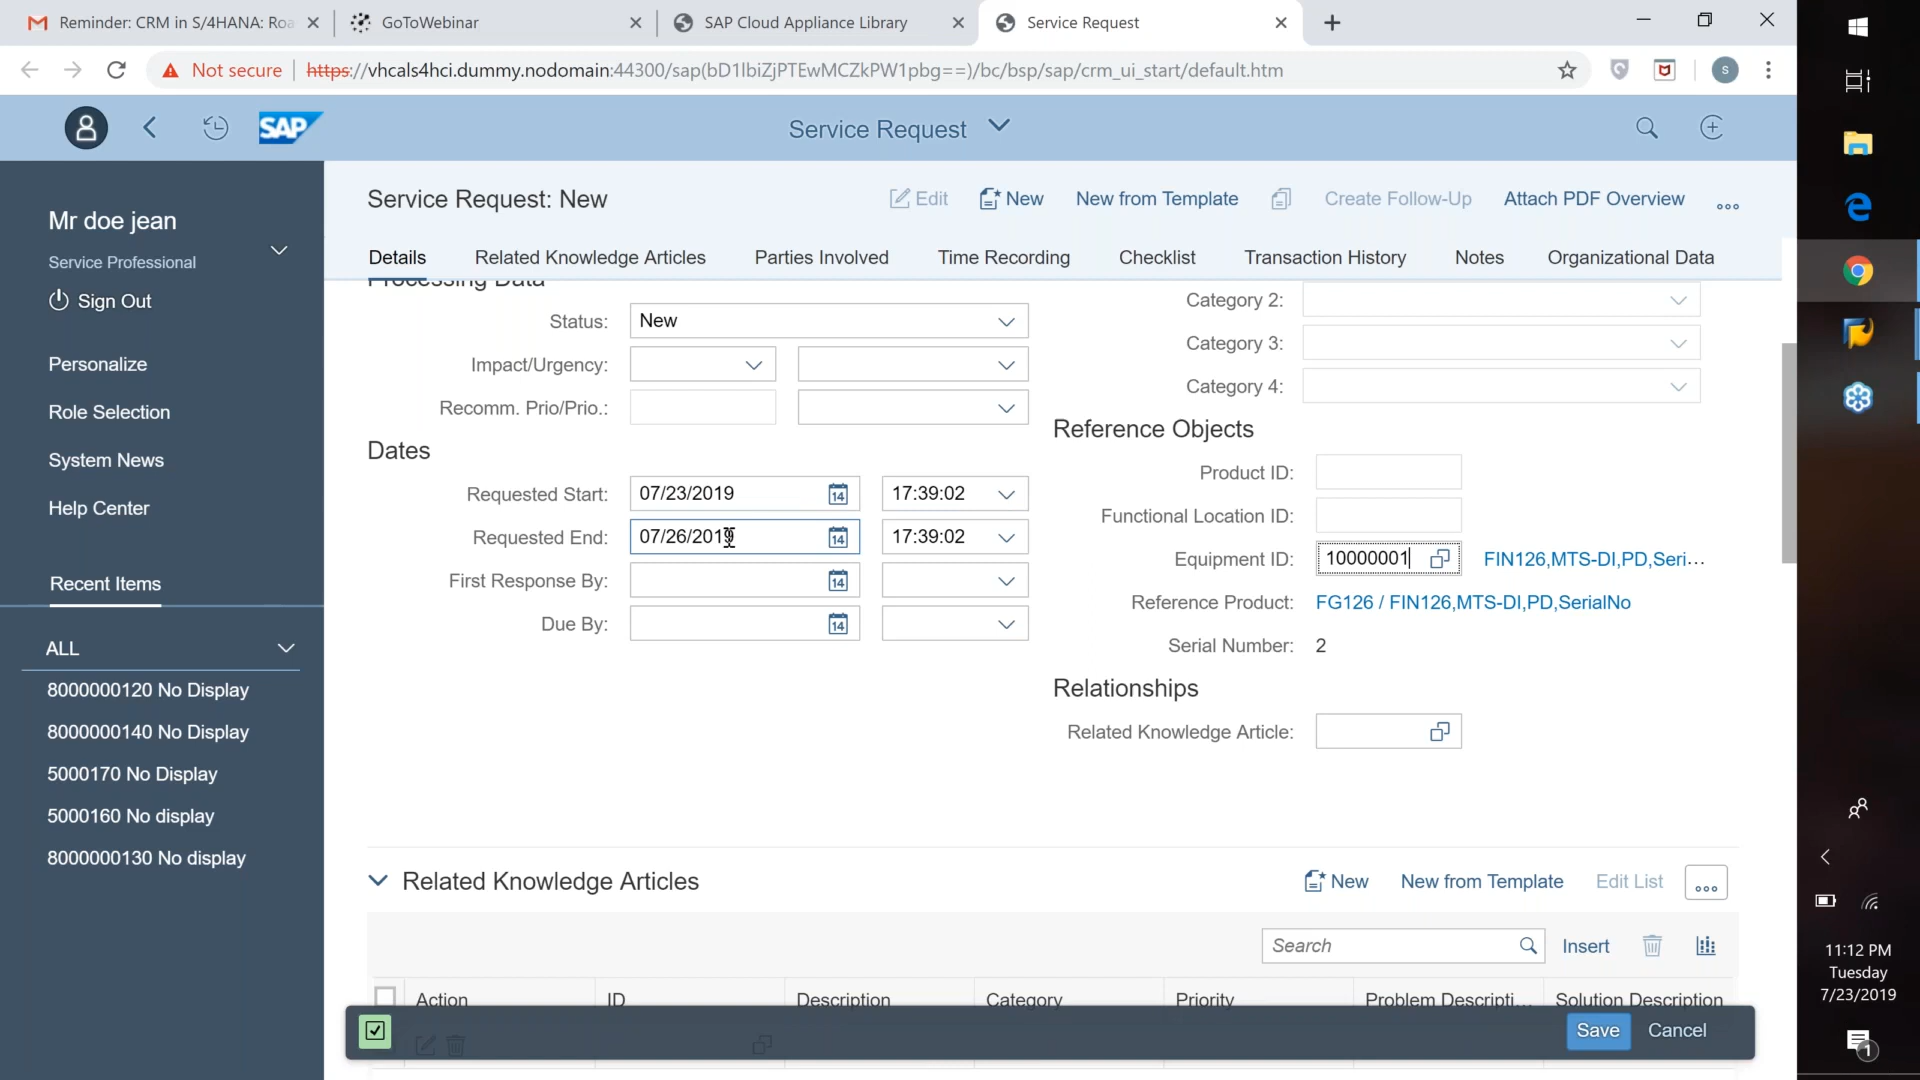 Reminder: CRM in S/4HANA: Roa
GoToWebinar
SAP Cloud Appliance Library
Service Request
Not secure
https://vhcals4hci.dummy.nodomain:44300/sap(bD1lbiZjPTEwMCZkPW1pbg==)/bc/bsp/sap/crm_ui_start/default.htm
s
SAP
Service Request
Mr doe jean
Service Professional
Sign Out
Personalize
Role Selection
System News
Help Center
Recent Items
ALL
8000000120 No Display
8000000140 No Display
5000170 No Display
5000160 No display
8000000130 No display
Service Request: New
Edit
New
New from Template
Create Follow-Up
Attach PDF Overview
Details
Related Knowledge Articles
Parties Involved
Time Recording
Checklist
Transaction History
Notes
Organizational Data
Processing Data
Status: New
Impact/Urgency:
Recomm. Prio/Prio.:
Dates
Requested Start: 07/23/2019 14 17:39:02
Requested End: 07/26/2019 14 17:39:02
First Response By: 14
Due By: 14
Category 2:
Category 3:
Category 4:
Reference Objects
Product ID:
Functional Location ID:
Equipment ID: 10000001 FIN126,MTS-DI,PD,Seri...
Reference Product: FG126 / FIN126,MTS-DI,PD,SerialNo
Serial Number: 2
Relationships
Related Knowledge Article:
Related Knowledge Articles
New
New from Template
Edit List
Search
Insert
Action
ID
Description
Category
Priority
Problem Descripti...
Solution Description
Save
Cancel
11:12 PM
Tuesday
7/23/2019
1